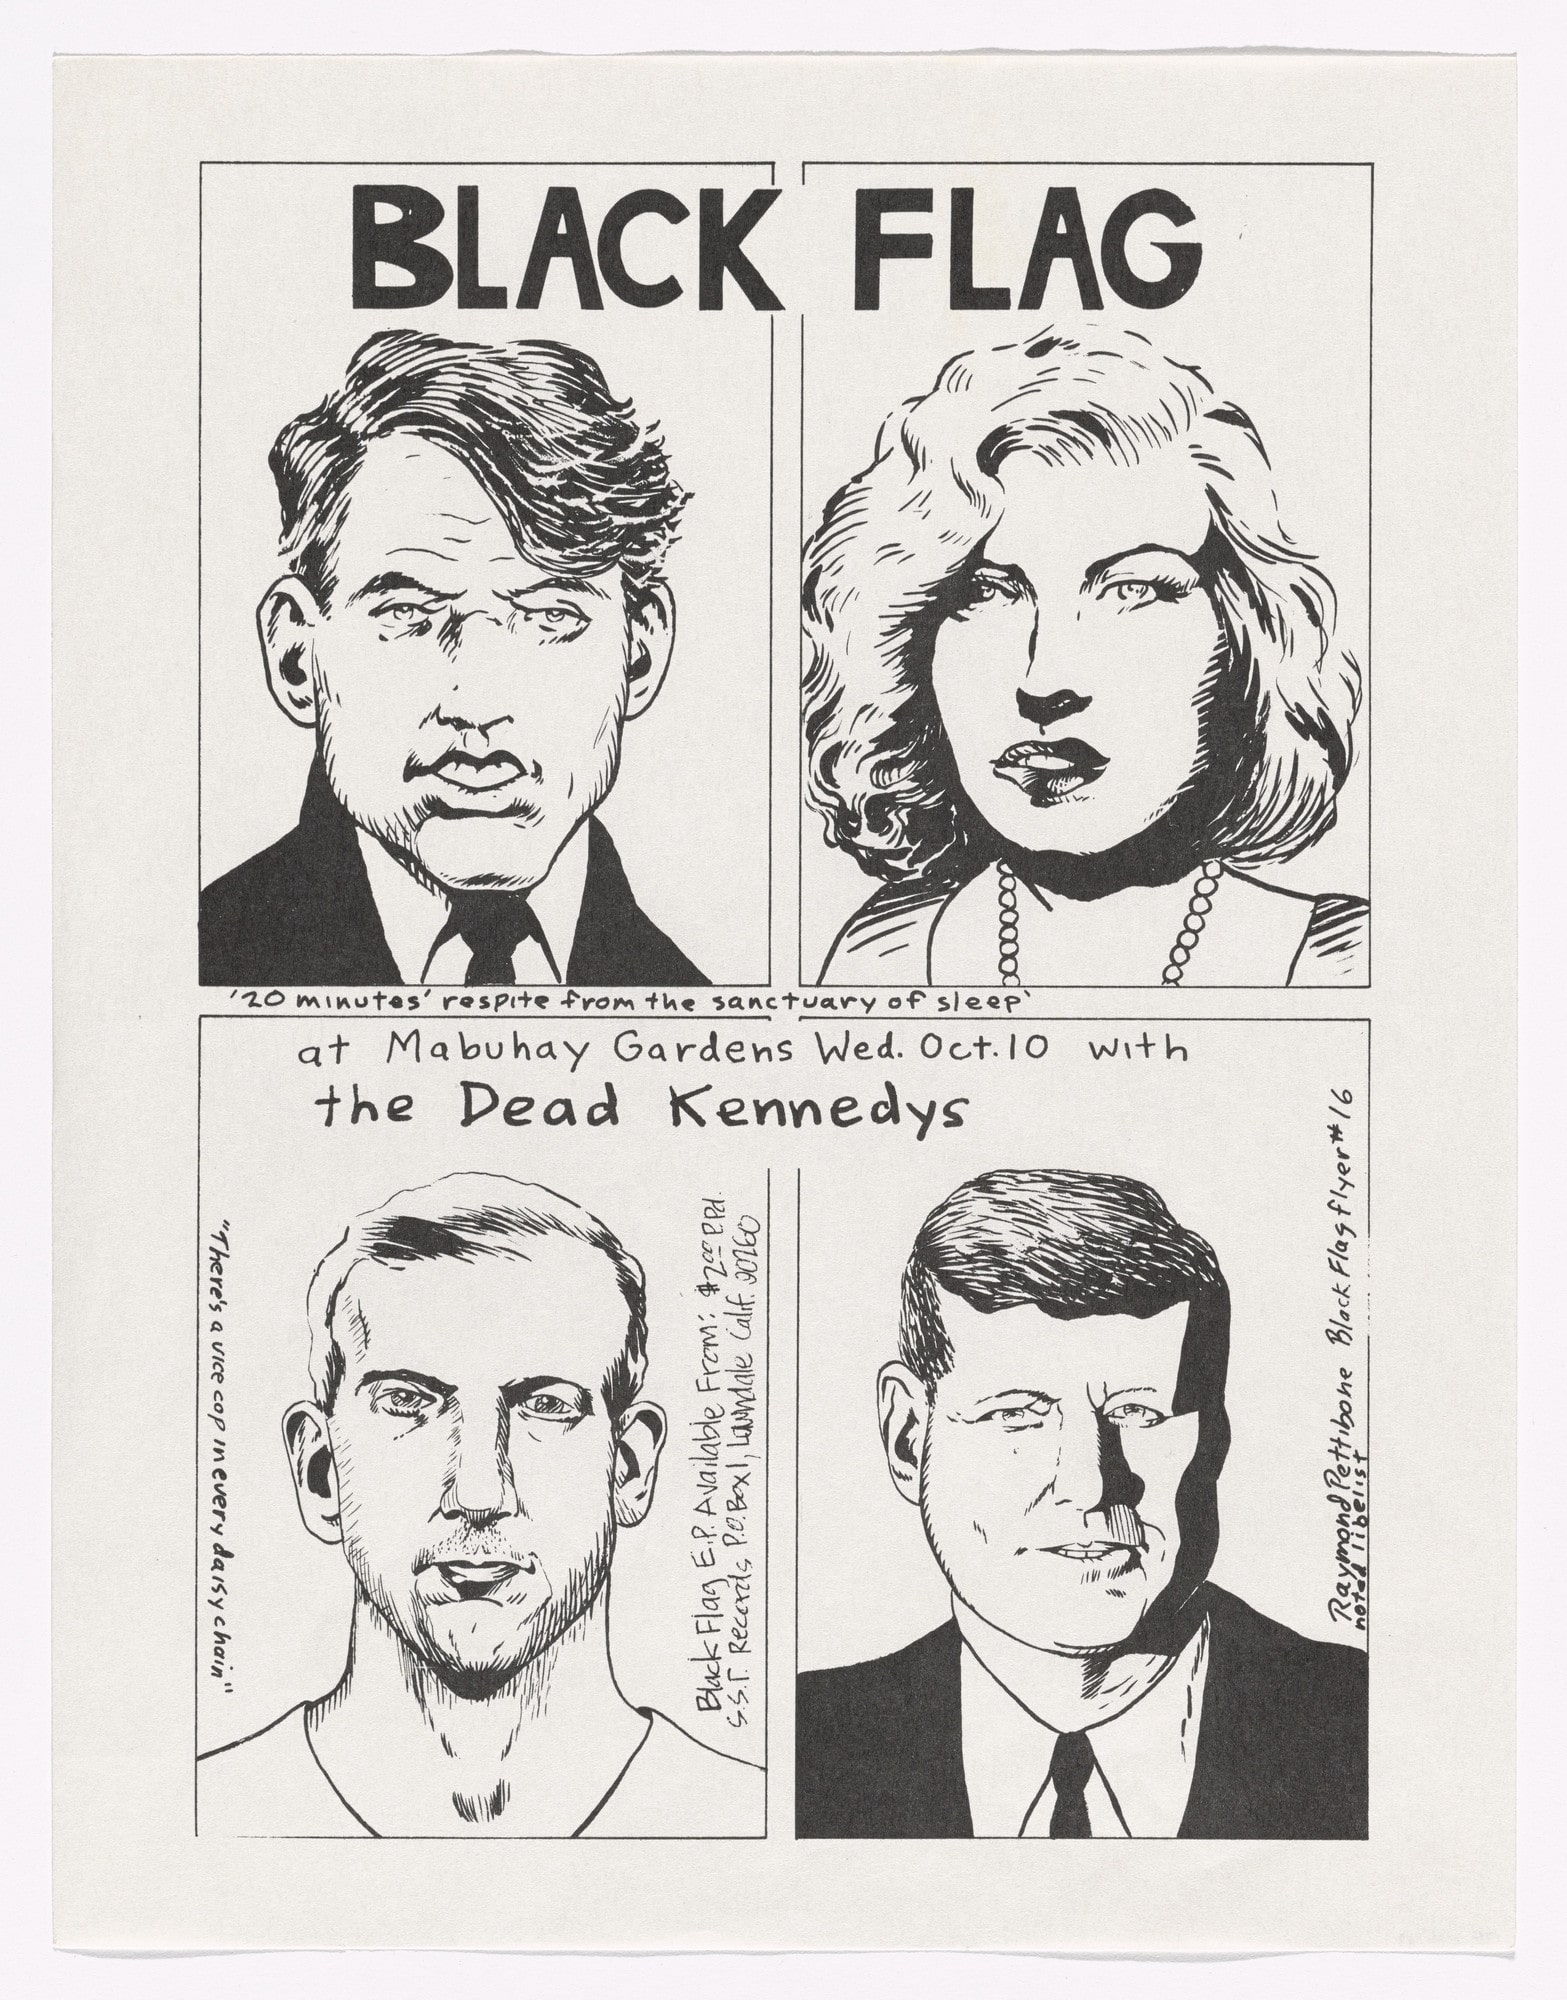 BLACK FLAG
'20 minutes' respite from the sanctuary of sleep'
at Mabuhay Gardens Wed. Oct. 10 with
the Dead Kennedys
"There's a vice cop in every daisy chain"
Black Flag E.P. Available From: $2.00 P.Pd.
S.S.T. Records P.O. Box 1, Lawndale Calif. 90260
Raymond Pettibone Black Flag flyer #16
noted libelist